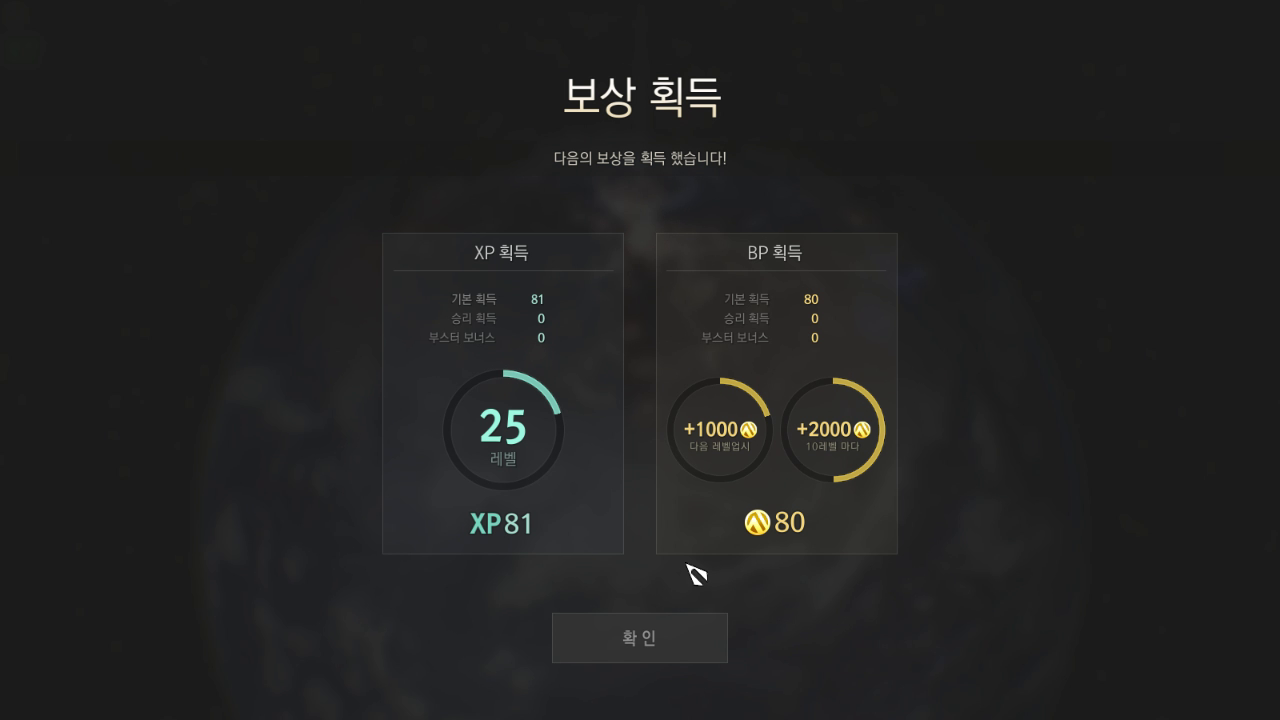 보상 획득
다음의 보상을 획득 했습니다!
XP 획득
기본 획득 81
승리 획득 0
부스터 보너스 0
25
레벨
XP 81
BP 획득
기본 획득 80
승리 획득 0
부스터 보너스 0
+1000
다음 레벨업시
+2000
10레벨 마다
80
확인